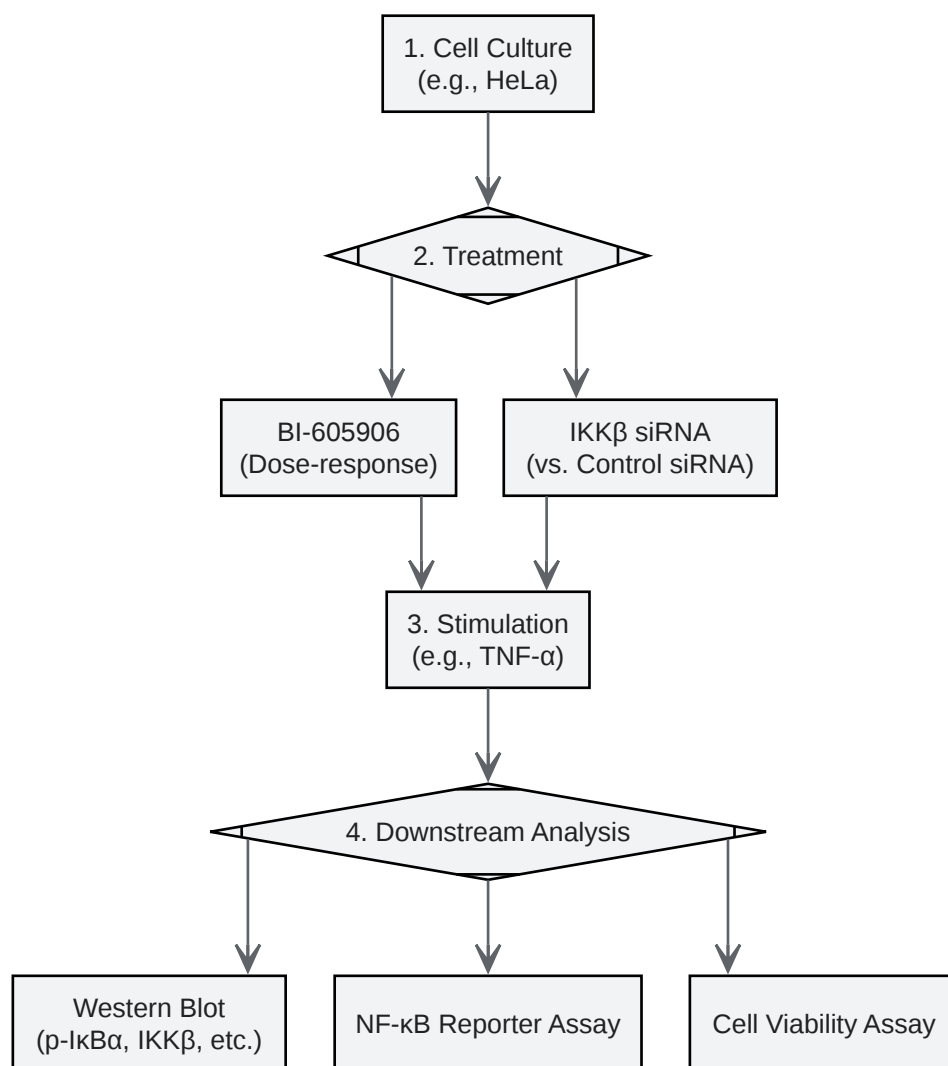 1. Cell Culture
(e.g., HeLa)
2. Treatment
BI-605906
(Dose-response)
IKKβ siRNA
(vs. Control siRNA)
3. Stimulation
(e.g., TNF-α)
4. Downstream Analysis
Western Blot
(p-IκBα, IKKβ, etc.)
NF-κB Reporter Assay
Cell Viability Assay